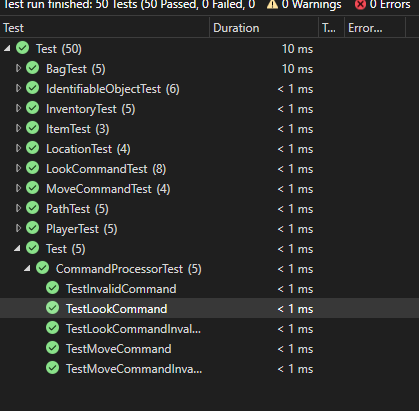 Test run finished: 50 Tests (50 Passed, 0 Failed, 0 0 Warnings 0 Errors
Test Duration T... Error...
Test (50) 10 ms
BagTest (5) 10 ms
IdentifiableObjectTest (6) < 1 ms
InventoryTest (5) < 1 ms
ItemTest (3) < 1 ms
LocationTest (4) < 1 ms
LookCommandTest (8) < 1 ms
MoveCommandTest (4) < 1 ms
PathTest (5) < 1 ms
PlayerTest (5) < 1 ms
Test (5) < 1 ms
CommandProcessorTest (5) < 1 ms
TestInvalidCommand < 1 ms
TestLookCommand < 1 ms
TestLookCommandInval... < 1 ms
TestMoveCommand < 1 ms
TestMoveCommandInva... < 1 ms